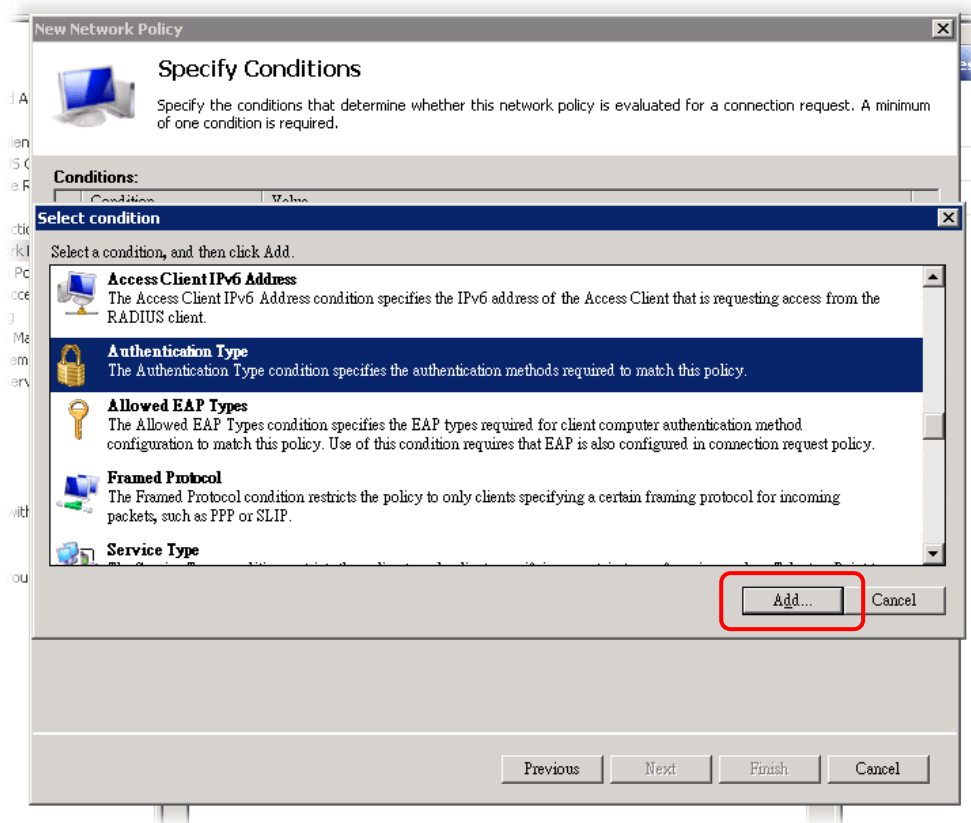 New Network Policy
Specify Conditions
Specify the conditions that determine whether this network policy is evaluated for a connection request. A minimum
of one condition is required.
Conditions:
Condition Value
Select condition
Select a condition, and then click Add.
Access Client IPv6 Address
The Access Client IPv6 Address condition specifies the IPv6 address of the Access Client that is requesting access from the
RADIUS client.
Authentication Type
The Authentication Type condition specifies the authentication methods required to match this policy.
Allowed EAP Types
The Allowed EAP Types condition specifies the EAP types required for client computer authentication method
configuration to match this policy. Use of this condition requires that EAP is also configured in connection request policy.
Framed Protocol
The Framed Protocol condition restricts the policy to only clients specifying a certain framing protocol for incoming
packets, such as PPP or SLIP.
Service Type
Add... Cancel
Previous Next Finish Cancel